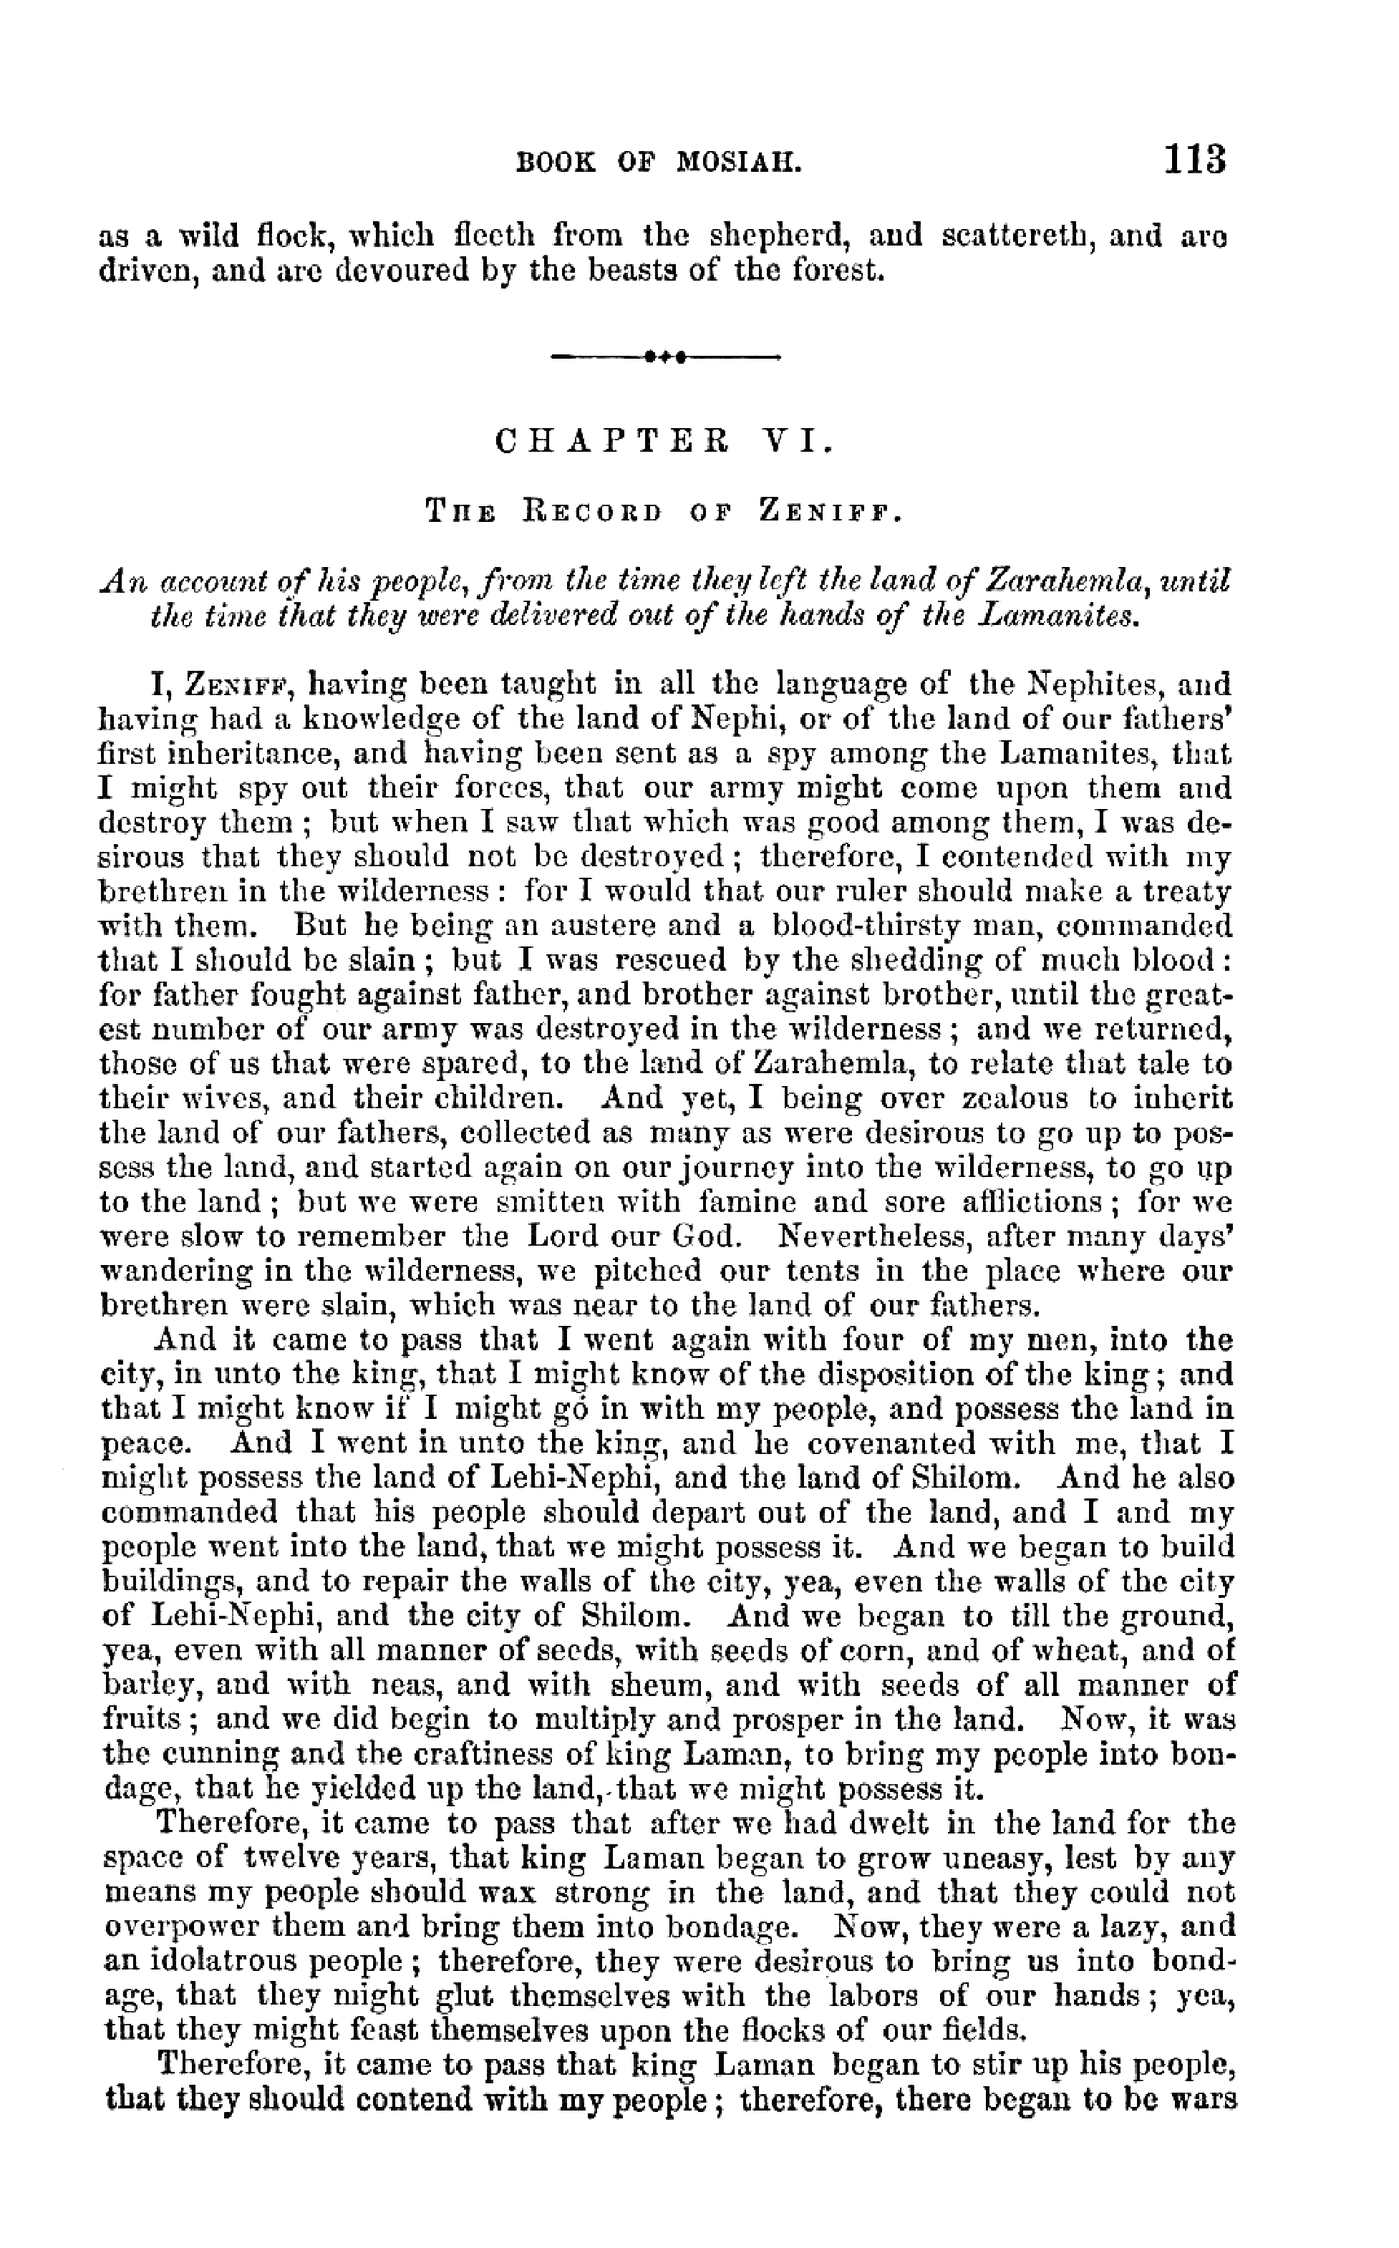 BOOK OF MOSIAH. 113
as a wild flock, which fleeth from the shepherd, and scattereth, and are
driven, and are devoured by the beasts of the forest.
CHAPTER VI.
THE RECORD OF ZENIFF.
An account of his people, from the time they left the land of Zarahemla, until
the time that they were delivered out of the hands of the Lamanites.
I, ZENIFF, having been taught in all the language of the Nephites, and
having had a knowledge of the land of Nephi, or of the land of our fathers'
first inheritance, and having been sent as a spy among the Lamanites, that
I might spy out their forces, that our army might come upon them and
destroy them; but when I saw that which was good among them, I was de-
sirous that they should not be destroyed; therefore, I contended with my
brethren in the wilderness: for I would that our ruler should make a treaty
with them. But he being an austere and a blood-thirsty man, commanded
that I should be slain; but I was rescued by the shedding of much blood:
for father fought against father, and brother against brother, until the great-
est number of our army was destroyed in the wilderness; and we returned,
those of us that were spared, to the land of Zarahemla, to relate that tale to
their wives, and their children. And yet, I being over zealous to inherit
the land of our fathers, collected as many as were desirous to go up to pos-
sess the land, and started again on our journey into the wilderness, to go up
to the land; but we were smitten with famine and sore afflictions; for we
were slow to remember the Lord our God. Nevertheless, after many days'
wandering in the wilderness, we pitched our tents in the place where our
brethren were slain, which was near to the land of our fathers.
And it came to pass that I went again with four of my men, into the
city, in unto the king, that I might know of the disposition of the king; and
that I might know if I might go in with my people, and possess the land in
peace. And I went in unto the king, and he covenanted with me, that I
might possess the land of Lehi-Nephi, and the land of Shilom. And he also
commanded that his people should depart out of the land, and I and my
people went into the land, that we might possess it. And we began to build
buildings, and to repair the walls of the city, yea, even the walls of the city
of Lehi-Nephi, and the city of Shilom. And we began to till the ground,
yea, even with all manner of seeds, with seeds of corn, and of wheat, and of
barley, and with neas, and with sheum, and with seeds of all manner of
fruits; and we did begin to multiply and prosper in the land. Now, it was
the cunning and the craftiness of king Laman, to bring my people into bon-
dage, that he yielded up the land, that we might possess it.
Therefore, it came to pass that after we had dwelt in the land for the
space of twelve years, that king Laman began to grow uneasy, lest by any
means my people should wax strong in the land, and that they could not
overpower them and bring them into bondage. Now, they were a lazy, and
an idolatrous people; therefore, they were desirous to bring us into bond-
age, that they might glut themselves with the labors of our hands; yea,
that they might feast themselves upon the flocks of our fields.
Therefore, it came to pass that king Laman began to stir up his people,
that they should contend with my people; therefore, there began to be wars